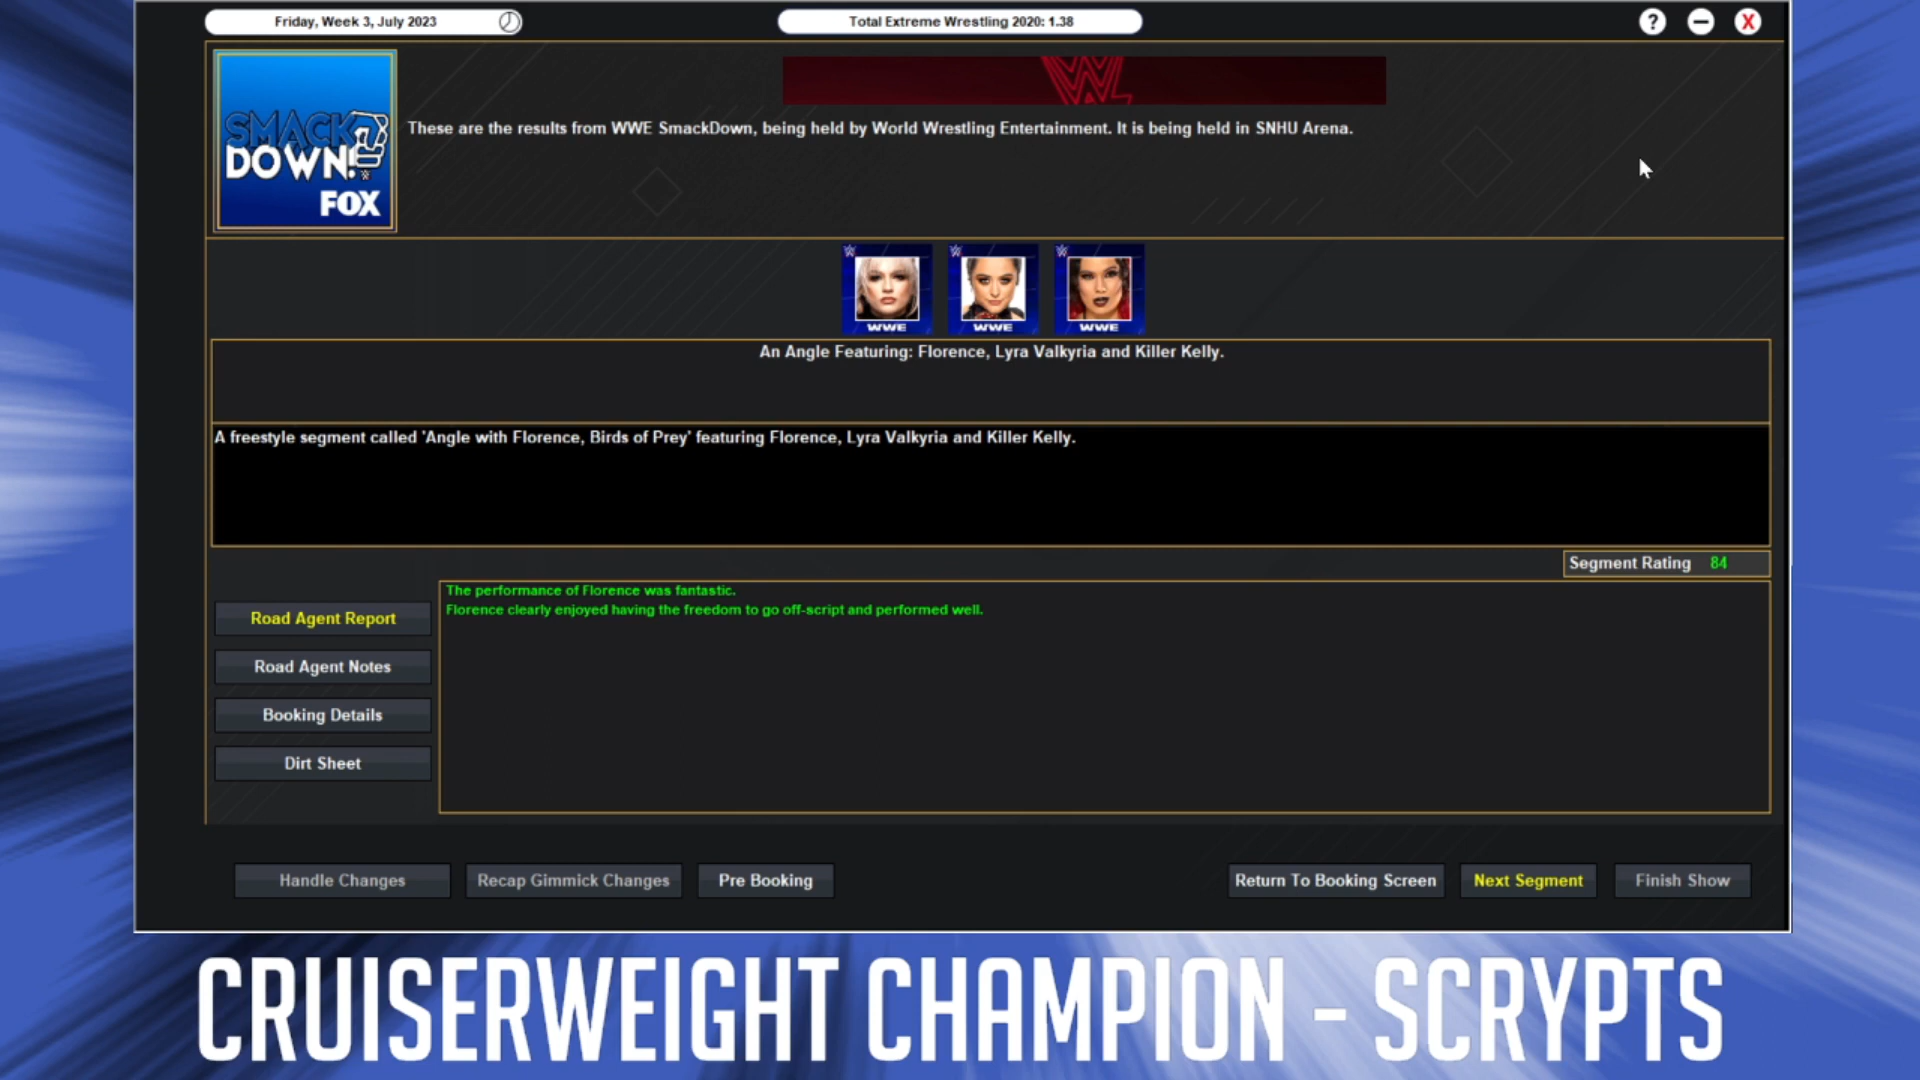 Friday, Week 3, July 2023
Total Extreme Wrestling 2020: 1.38
?
X
SMACK
DOWN!
FOX
These are the results from WWE SmackDown, being held by World Wrestling Entertainment. It is being held in SNHU Arena.
WWE WWE WWE
An Angle Featuring: Florence, Lyra Valkyria and Killer Kelly.
A freestyle segment called 'Angle with Florence, Birds of Prey' featuring Florence, Lyra Valkyria and Killer Kelly.
Segment Rating 84
The performance of Florence was fantastic.
Florence clearly enjoyed having the freedom to go off-script and performed well.
Road Agent Report
Road Agent Notes
Booking Details
Dirt Sheet
Handle Changes Recap Gimmick Changes Pre Booking Return To Booking Screen Next Segment Finish Show
CRUISERWEIGHT CHAMPION - SCRYPTS